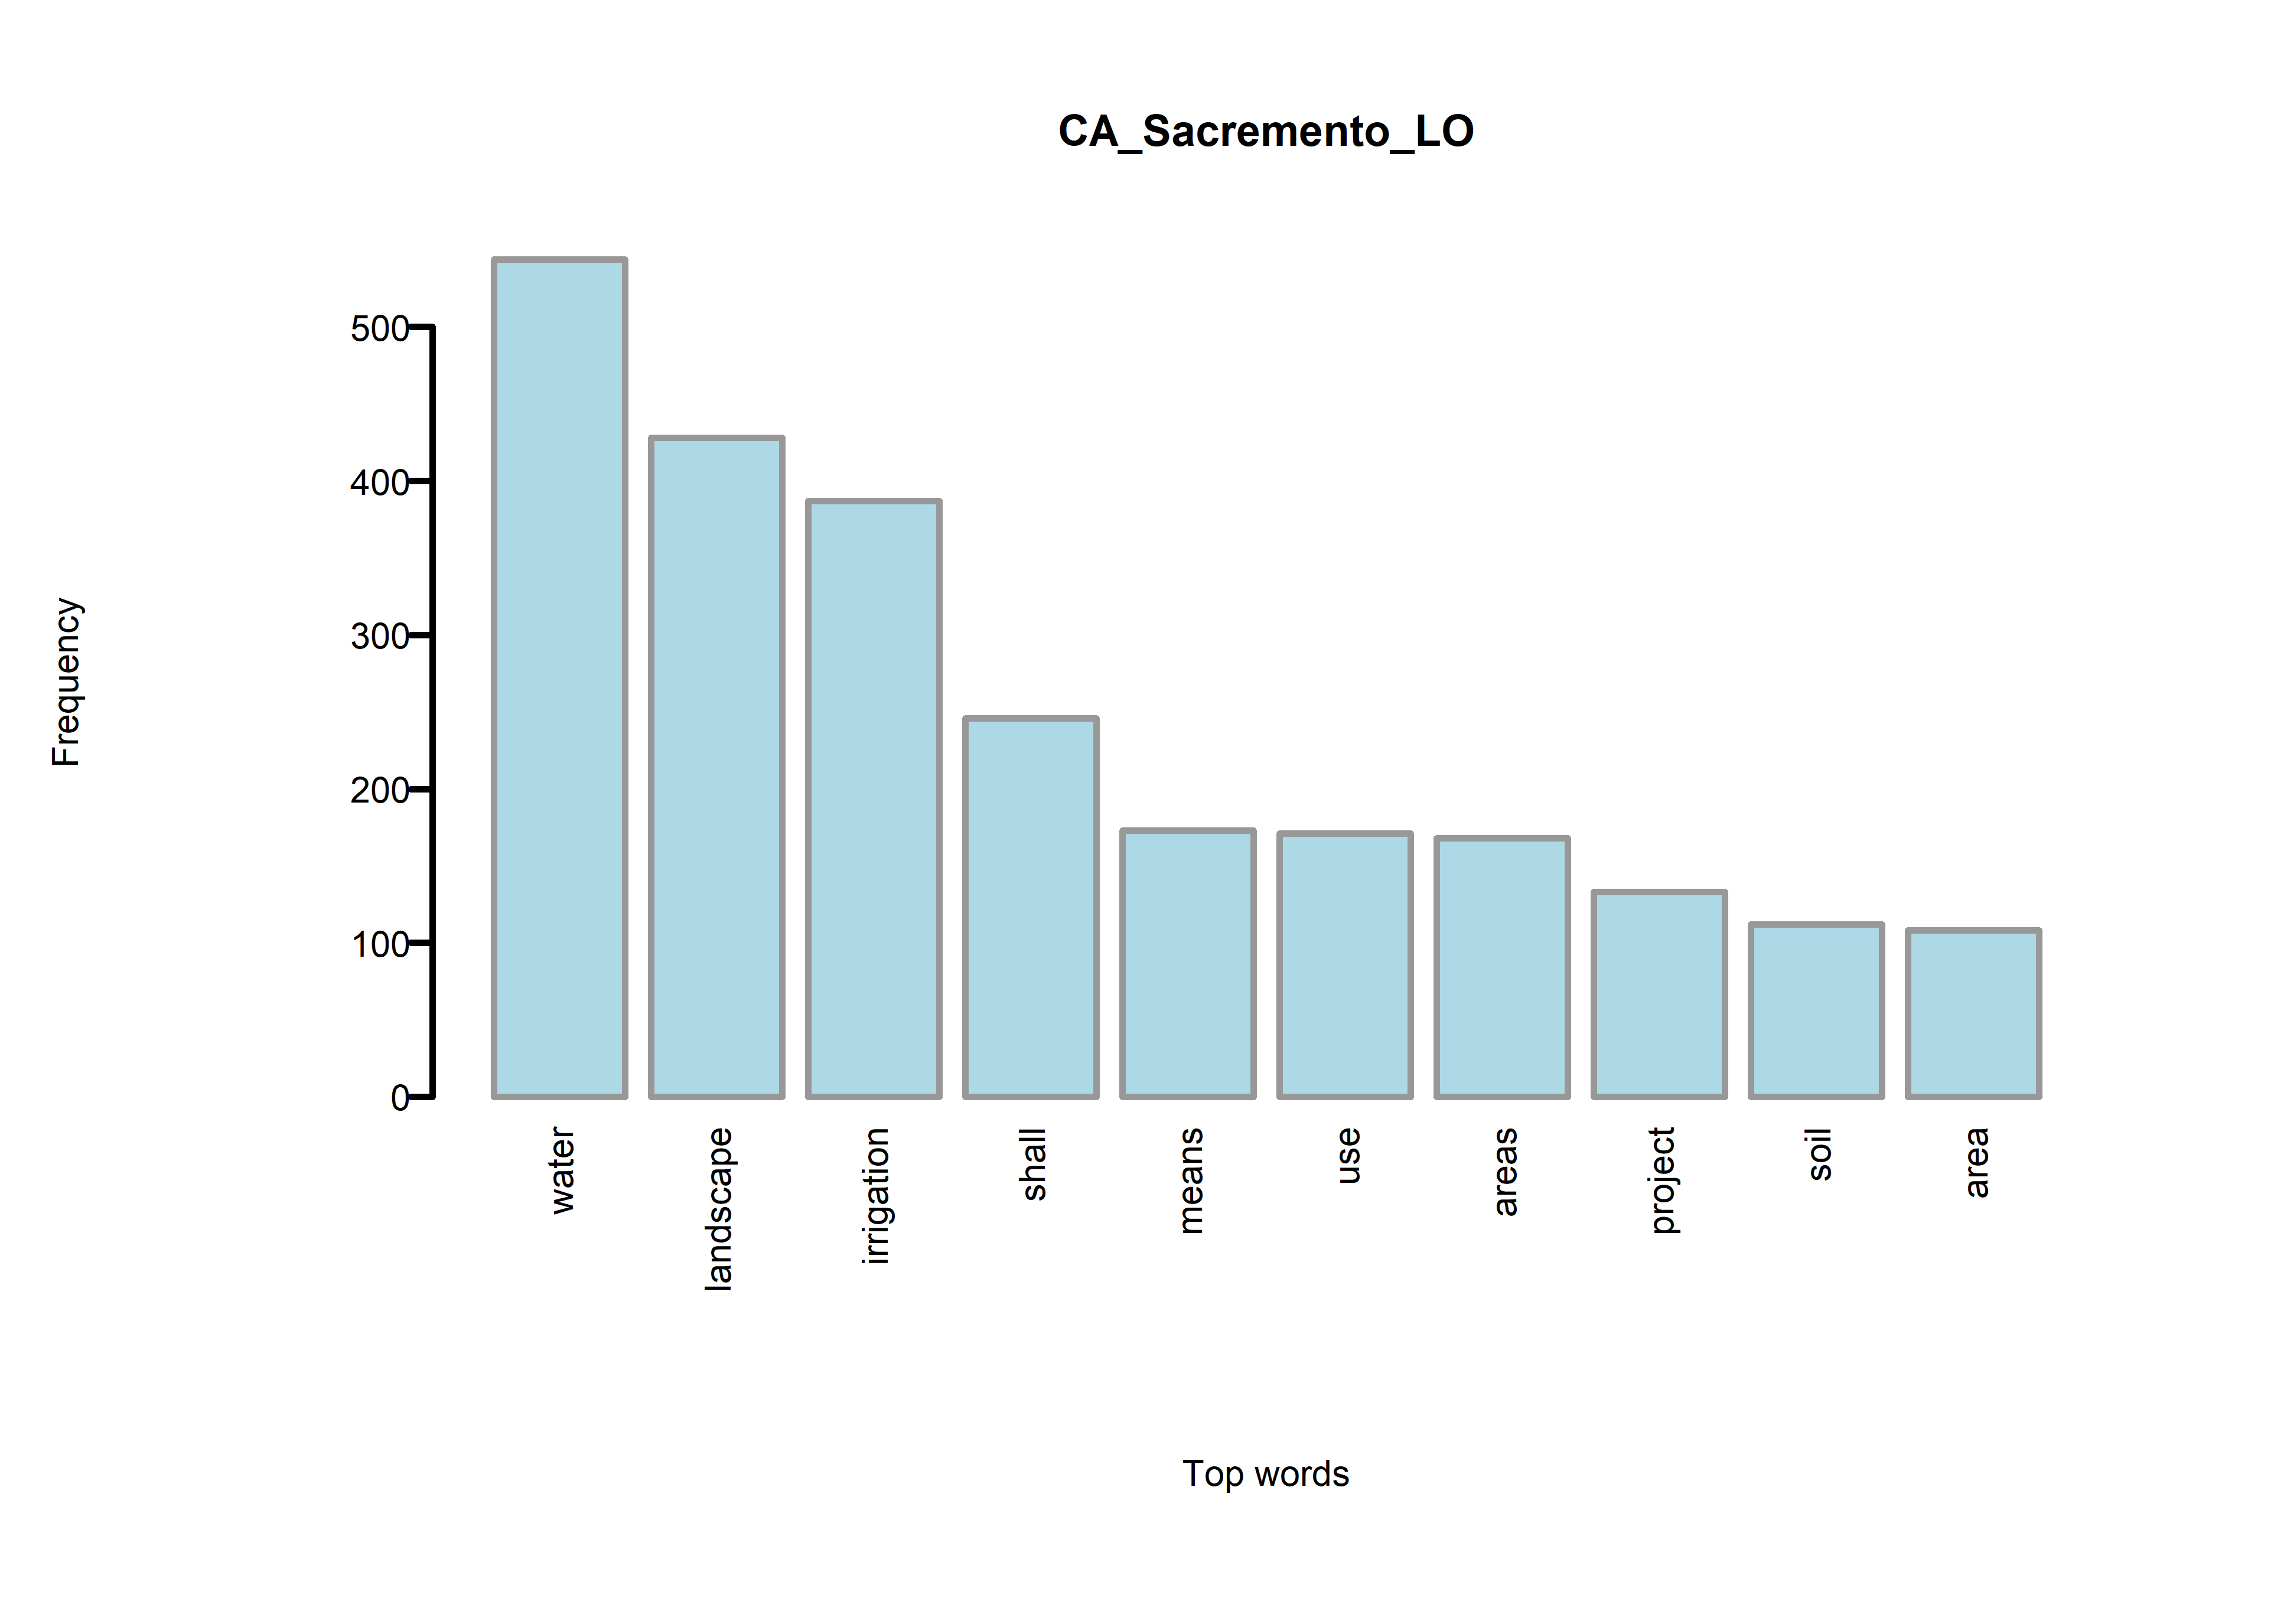 CA_Sacremento_LO
Frequency
500
400
300
200
100
0
water
landscape
irrigation
shall
means
use
areas
project
soil
area
Top words